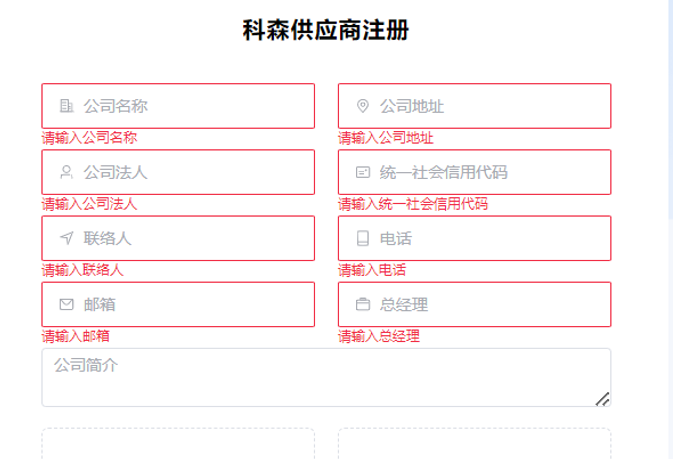 科森供应商注册
公司名称
公司地址
请输入公司名称
请输入公司地址
公司法人
统一社会信用代码
请输入公司法人
请输入统一社会信用代码
联络人
电话
请输入联络人
请输入电话
邮箱
总经理
请输入邮箱
请输入总经理
公司简介